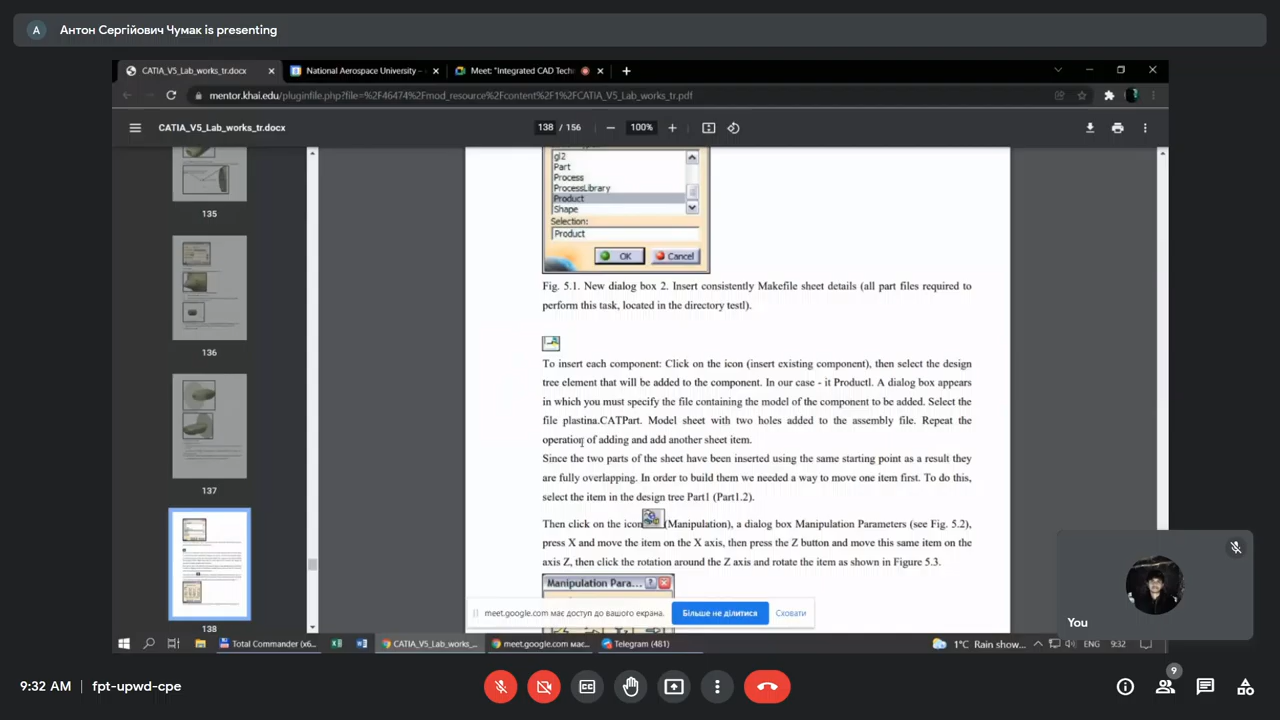 A
Антон Сергійович Чумак is presenting
CATIA_V5_Lab_works_tr.docx
National Aerospace University –
Meet: "Integrated CAD Tech
mentor.khai.edu/pluginfile.php?file=%2F46474%2Fmod_resource%2Fcontent%2F1%2FCATIA_V5_Lab_works_tr.pdf
CATIA_V5_Lab_works_tr.docx
138 / 156
100%
135
136
137
138
gl2
Part
Process
ProcessLibrary
Product
Shape
Selection:
Product
OK
Cancel
Fig. 5.1. New dialog box 2. Insert consistently Makefile sheet details (all part files required to
perform this task, located in the directory testl).
To insert each component: Click on the icon (insert existing component), then select the design
tree element that will be added to the component. In our case - it Productl. A dialog box appears
in which you must specify the file containing the model of the component to be added. Select the
file plastina.CATPart. Model sheet with two holes added to the assembly file. Repeat the
operation of adding and add another sheet item.
Since the two parts of the sheet have been inserted using the same starting point as a result they
are fully overlapping. In order to build them we needed a way to move one item first. To do this,
select the item in the design tree Part1 (Part1.2).
Then click on the icon (Manipulation), a dialog box Manipulation Parameters (see Fig. 5.2),
press X and move the item on the X axis, then press the Z button and move this same item on the
axis Z, then click the rotation around the Z axis and rotate the item as shown in Figure 5.3.
Manipulation Para...
meet.google.com має доступ до вашого екрана.
Більше не ділитися
Сховати
You
Total Commander (x6...
CATIA_V5_Lab_works_...
meet.google.com має...
Telegram (481)
1°C Rain show...
ENG
9:32
9:32 AM
fpt-upwd-cpe
9